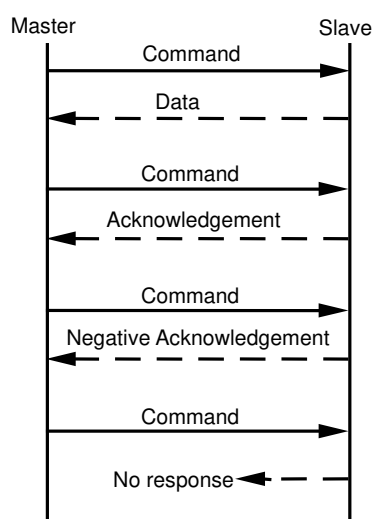 Master
Slave
Command
Data
Command
Acknowledgement
Command
Negative Acknowledgement
Command
No response